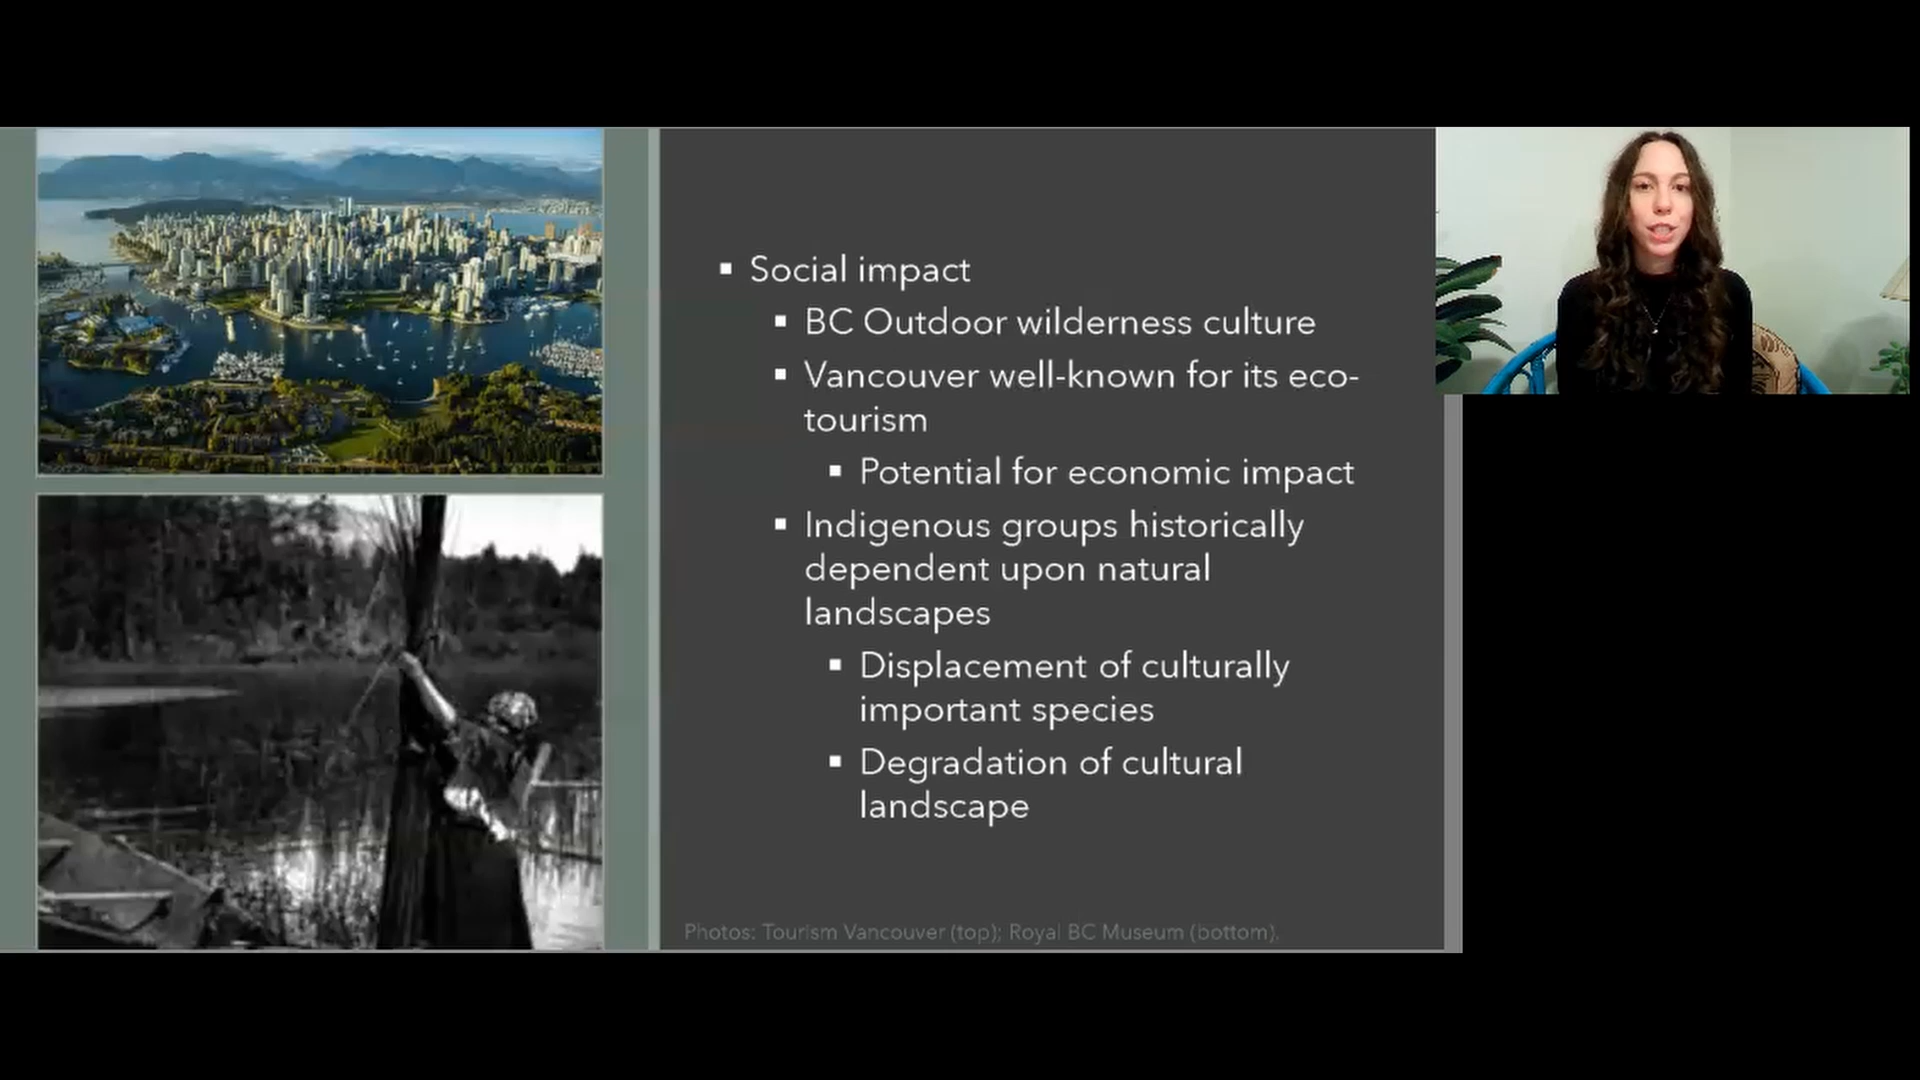 Social impact
BC Outdoor wilderness culture
Vancouver well-known for its eco-
tourism
Potential for economic impact
Indigenous groups historically
dependent upon natural
landscapes
Displacement of culturally
important species
Degradation of cultural
landscape
Photos: Tourism Vancouver (top); Royal BC Museum (bottom).